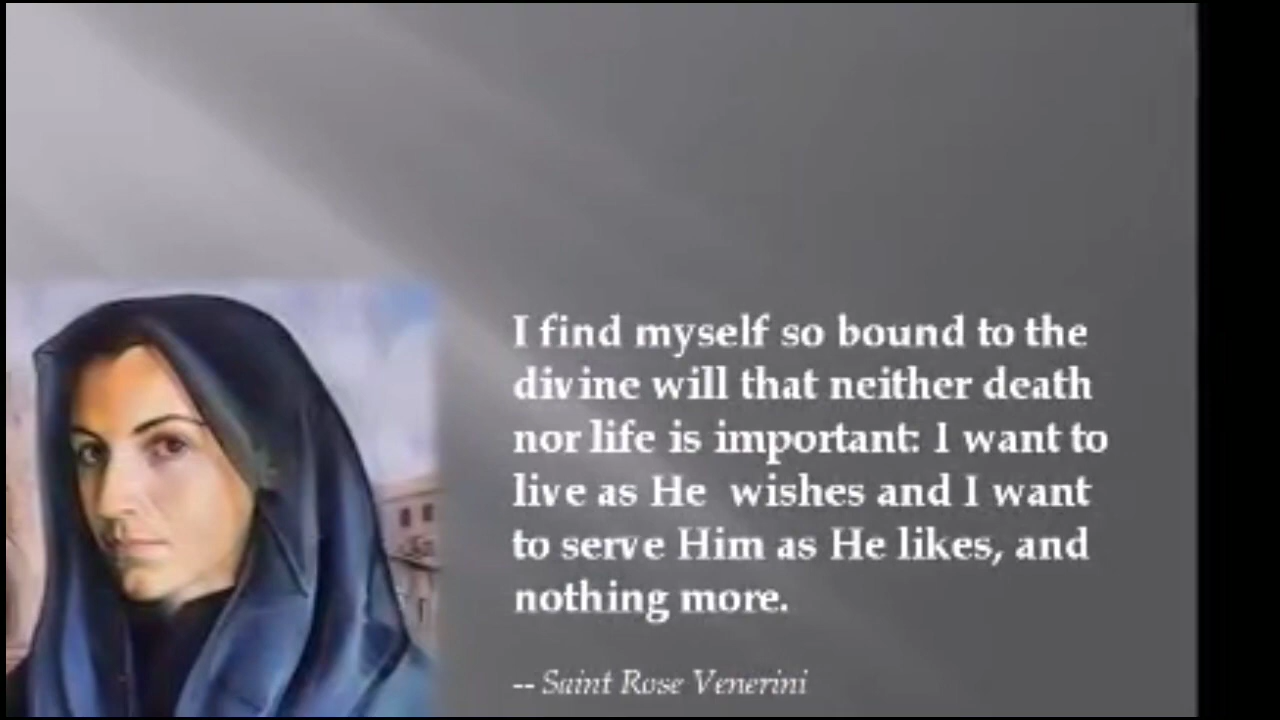 I find myself so bound to the
divine will that neither death
nor life is important: I want to
live as He wishes and I want
to serve Him as He likes, and
nothing more.
-- Saint Rose Venerini